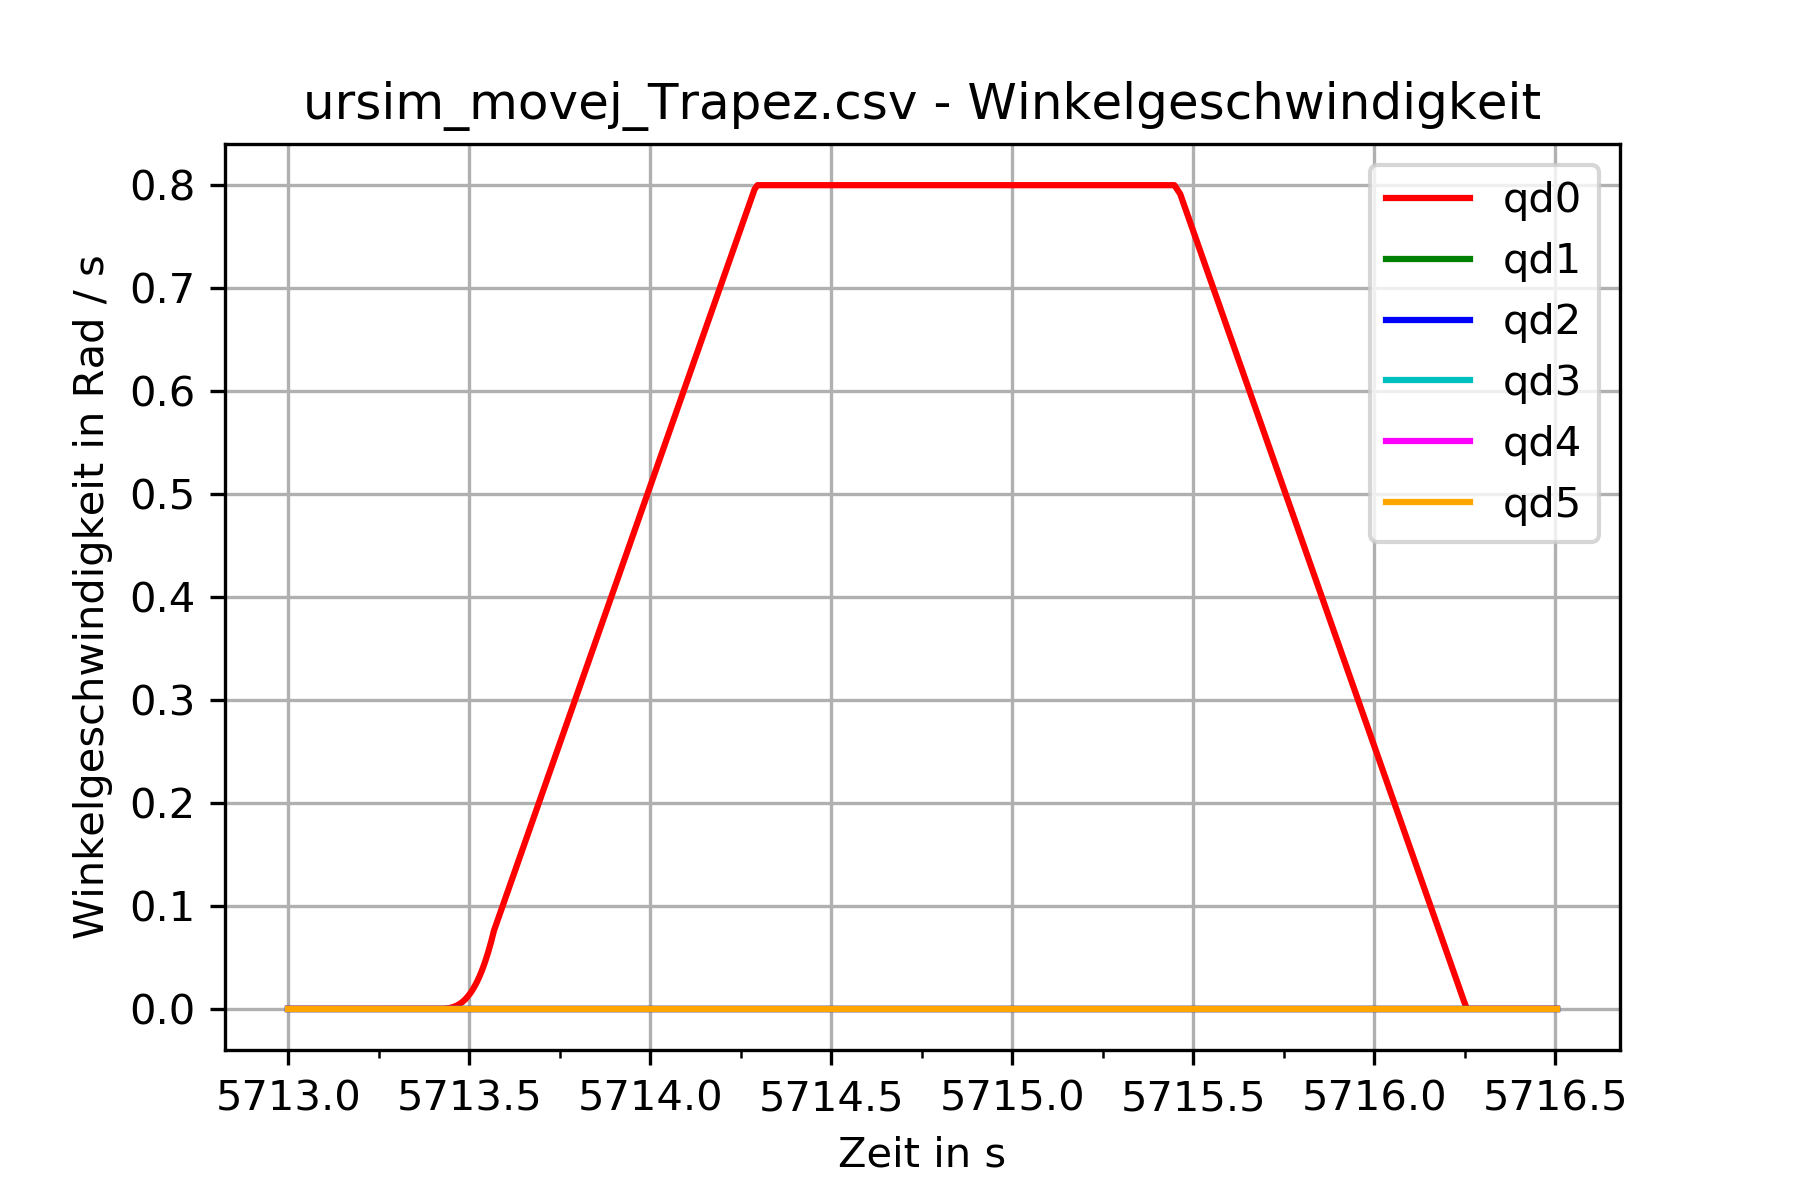 ursim_movej_Trapez.csv - Winkelgeschwindigkeit
Winkelgeschwindigkeit in Rad / s
0.8
0.7
0.6
0.5
0.4
0.3
0.2
0.1
0.0
qd0
qd1
qd2
qd3
qd4
qd5
5713.0 5713.5 5714.0 5714.5 5715.0 5715.5 5716.0 5716.5
Zeit in s